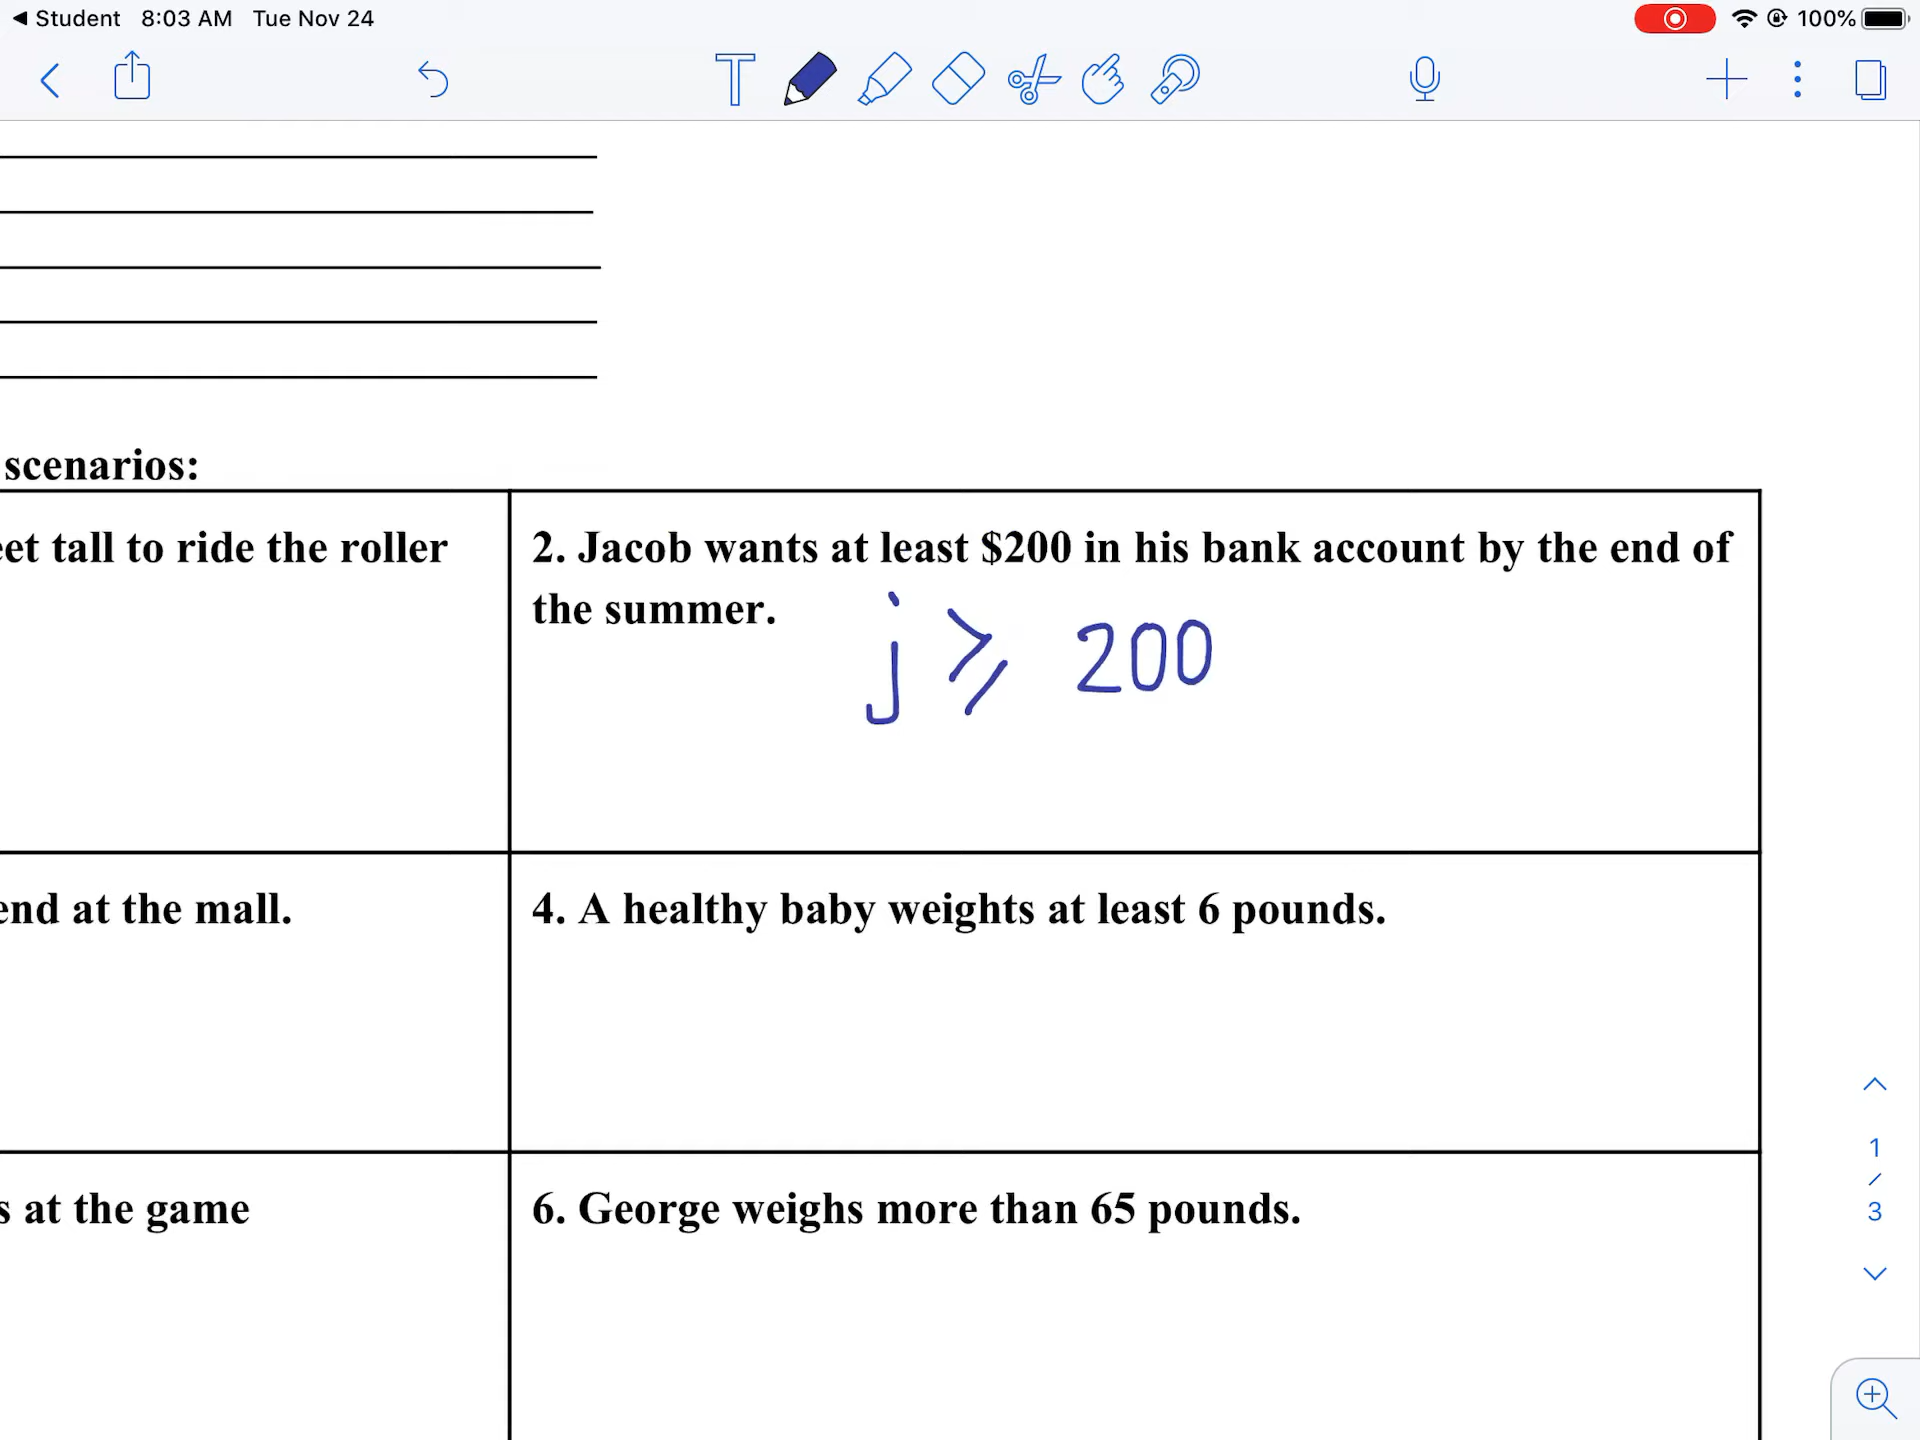 Student 8:03 AM Tue Nov 24 100%
scenarios:
eet tall to ride the roller
2. Jacob wants at least $200 in his bank account by the end of
the summer.
j ⩾ 200
end at the mall.
4. A healthy baby weights at least 6 pounds.
s at the game
6. George weighs more than 65 pounds.
1
/
3